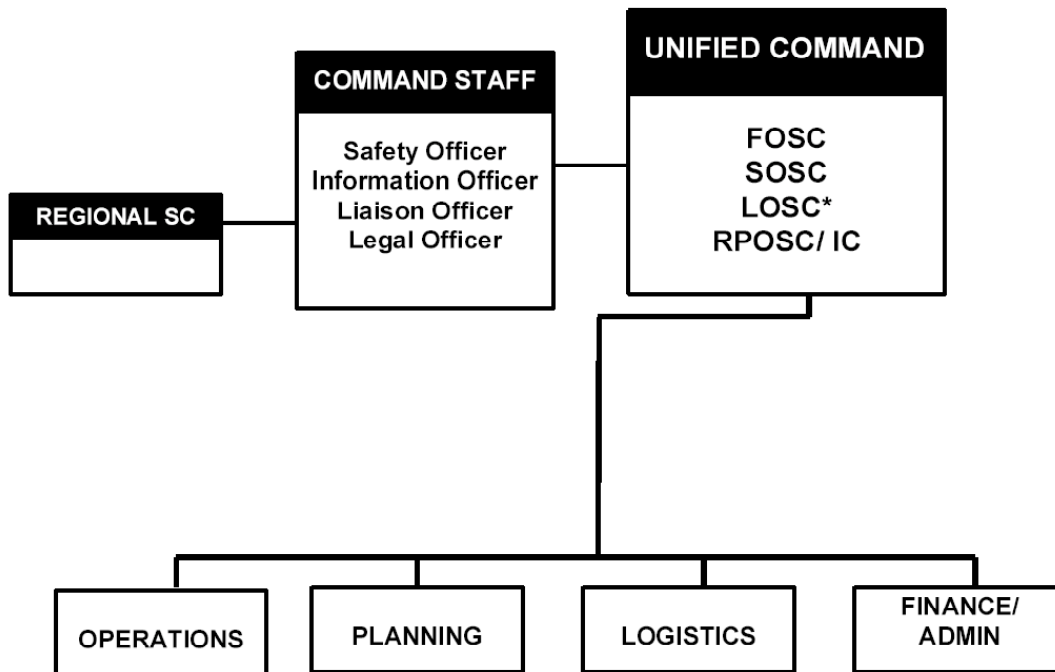 UNIFIED COMMAND
FOSC
SOSC
LOSC*
RPOSC/ IC
COMMAND STAFF
Safety Officer
Information Officer
Liaison Officer
Legal Officer
REGIONAL SC
OPERATIONS
PLANNING
LOGISTICS
FINANCE/
ADMIN